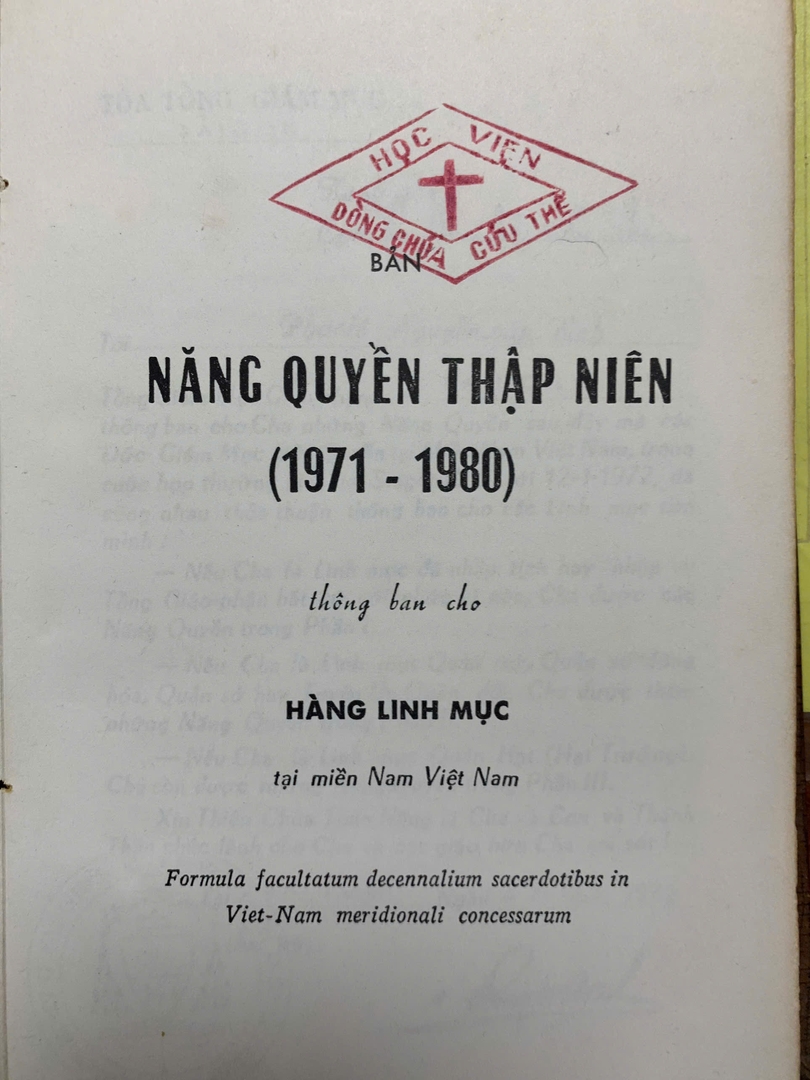 HỌC VIỆN
DÒNG CHÚA CỨU THẾ
BẢN
NĂNG QUYỀN THẬP NIÊN
(1971 - 1980)
thông ban cho
HÀNG LINH MỤC
tại miền Nam Việt Nam
Formula facultatum decennalium sacerdotibus in
Viet-Nam meridionali concessarum